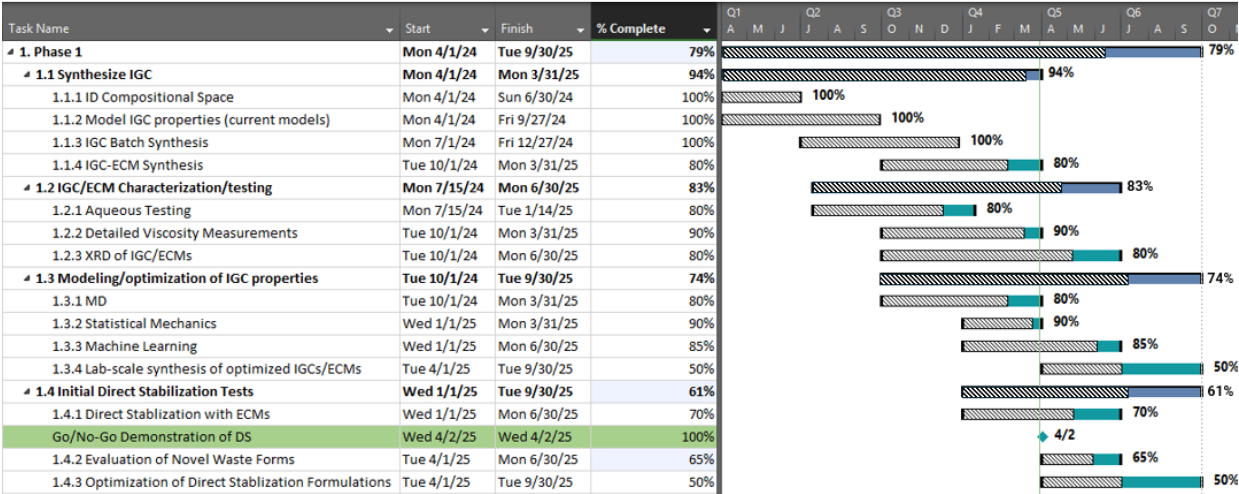 Q1 Q2 Q3 Q4 Q5 Q6 Q7
Task Name Start Finish % Complete A M J J A S O N D J F M A M J J A S O
1. Phase 1 Mon 4/1/24 Tue 9/30/25 79% 79%
1.1 Synthesize IGC Mon 4/1/24 Mon 3/31/25 94% 94%
1.1.1 ID Compositional Space Mon 4/1/24 Sun 6/30/24 100% 100%
1.1.2 Model IGC properties (current models) Mon 4/1/24 Fri 9/27/24 100% 100%
1.1.3 IGC Batch Synthesis Mon 7/1/24 Fri 12/27/24 100% 100%
1.1.4 IGC-ECM Synthesis Tue 10/1/24 Mon 3/31/25 80% 80%
1.2 IGC/ECM Characterization/testing Mon 7/15/24 Mon 6/30/25 83% 83%
1.2.1 Aqueous Testing Mon 7/15/24 Tue 1/14/25 80% 80%
1.2.2 Detailed Viscosity Measurements Tue 10/1/24 Mon 3/31/25 90% 90%
1.2.3 XRD of IGC/ECMs Tue 10/1/24 Mon 6/30/25 80% 80%
1.3 Modeling/optimization of IGC properties Tue 10/1/24 Tue 9/30/25 74% 74%
1.3.1 MD Tue 10/1/24 Mon 3/31/25 80% 80%
1.3.2 Statistical Mechanics Wed 1/1/25 Mon 3/31/25 90% 90%
1.3.3 Machine Learning Wed 1/1/25 Mon 6/30/25 85% 85%
1.3.4 Lab-scale synthesis of optimized IGCs/ECMs Tue 4/1/25 Tue 9/30/25 50% 50%
1.4 Initial Direct Stabilization Tests Wed 1/1/25 Tue 9/30/25 61% 61%
1.4.1 Direct Stablization with ECMs Wed 1/1/25 Mon 6/30/25 70% 70%
Go/No-Go Demonstration of DS Wed 4/2/25 Wed 4/2/25 100% 4/2
1.4.2 Evaluation of Novel Waste Forms Tue 4/1/25 Mon 6/30/25 65% 65%
1.4.3 Optimization of Direct Stablization Formulations Tue 4/1/25 Tue 9/30/25 50% 50%